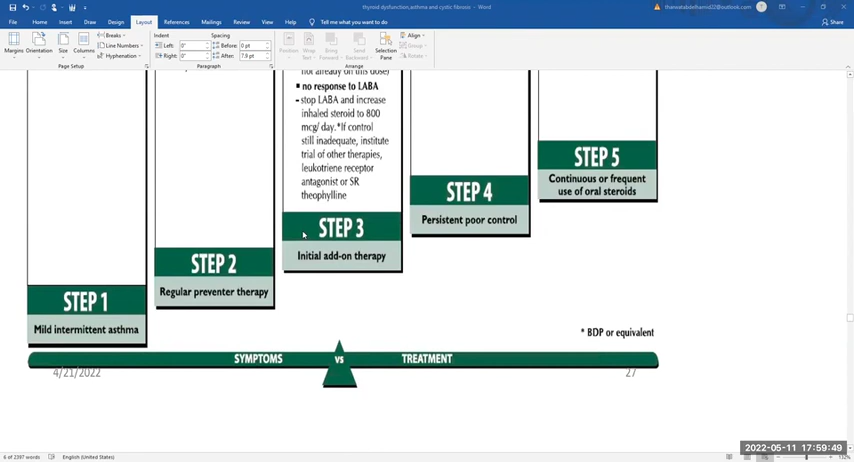 thyroid dysfunction,asthma and cystic fibrosis - Word
thanwatabdelhamid22@outlook.com
File Home Insert Draw Design Layout References Mailings Review View Help Tell me what you want to do
Share
Margins Orientation Size Columns
Breaks
Line Numbers
Hyphenation
Page Setup
Indent
Left: 0"
Right: 0"
Spacing
Before: 0 pt
After: 7.9 pt
Paragraph
Position Wrap Text Bring Forward Send Backward Selection Pane
Align
Group
Rotate
Arrange
not already on this dose)
▪ no response to LABA
- stop LABA and increase
inhaled steroid to 800
mcg/ day.*If control
still inadequate, institute
trial of other therapies,
leukotriene receptor
antagonist or SR
theophylline
STEP 5
Continuous or frequent
use of oral steroids
STEP 4
Persistent poor control
STEP 3
Initial add-on therapy
STEP 2
Regular preventer therapy
STEP 1
Mild intermittent asthma
* BDP or equivalent
SYMPTOMS vs TREATMENT
4/21/2022
27
2022-05-11 17:59:49
6 of 2397 words
English (United States)
132%